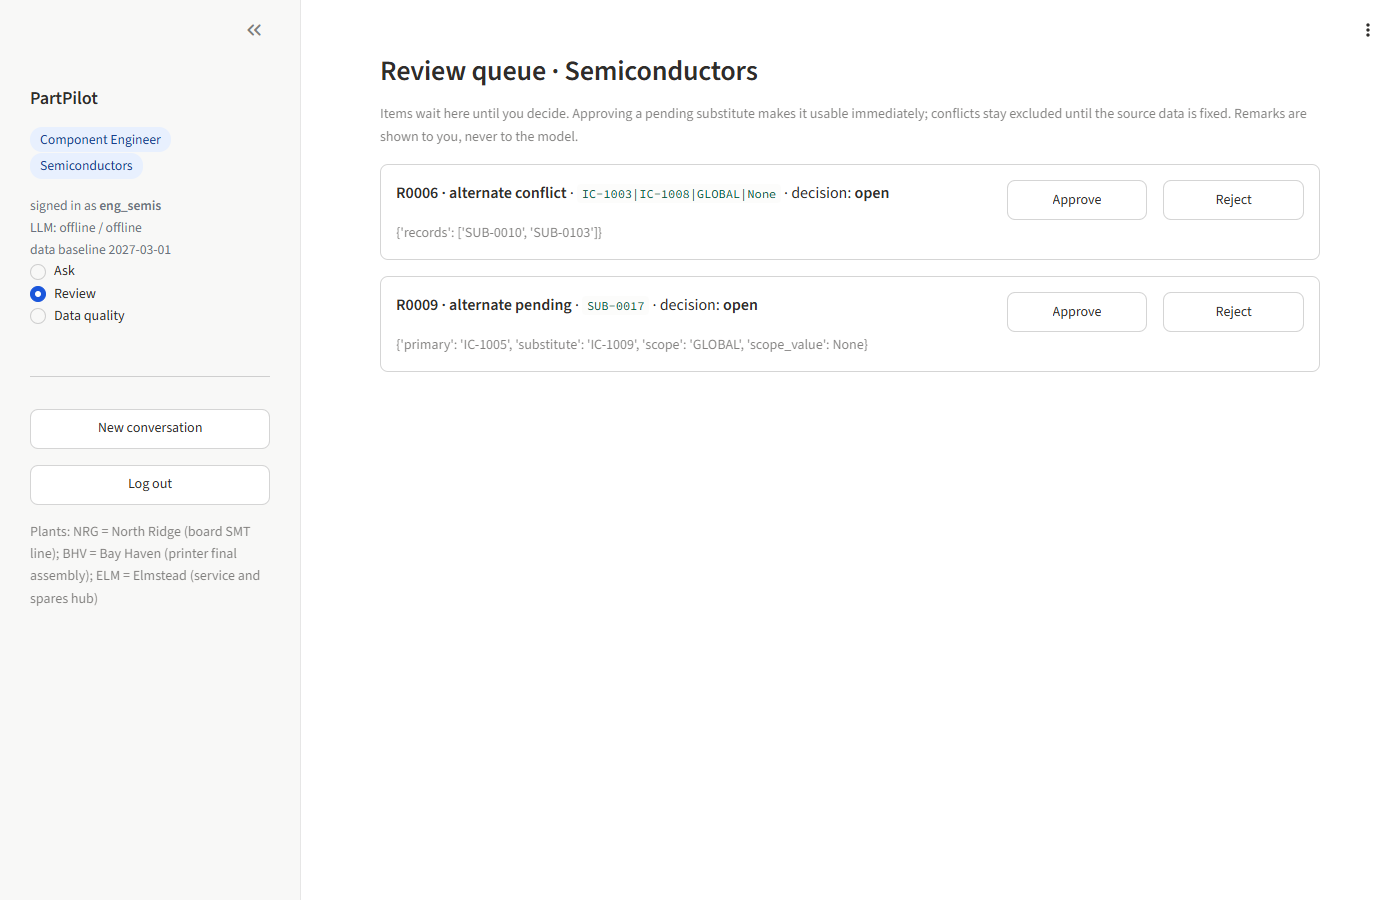 PartPilot
Component Engineer
Semiconductors
signed in as eng_semis
LLM: offline / offline
data baseline 2027-03-01
Ask
Review
Data quality
New conversation
Log out
Plants: NRG = North Ridge (board SMT
line); BHV = Bay Haven (printer final
assembly); ELM = Elmstead (service and
spares hub)
Review queue · Semiconductors
Items wait here until you decide. Approving a pending substitute makes it usable immediately; conflicts stay excluded until the source data is fixed. Remarks are
shown to you, never to the model.
R0006 · alternate conflict · IC-1003|IC-1008|GLOBAL|None · decision: open
Approve
Reject
{'records': ['SUB-0010', 'SUB-0103']}
R0009 · alternate pending · SUB-0017 · decision: open
Approve
Reject
{'primary': 'IC-1005', 'substitute': 'IC-1009', 'scope': 'GLOBAL', 'scope_value': None}